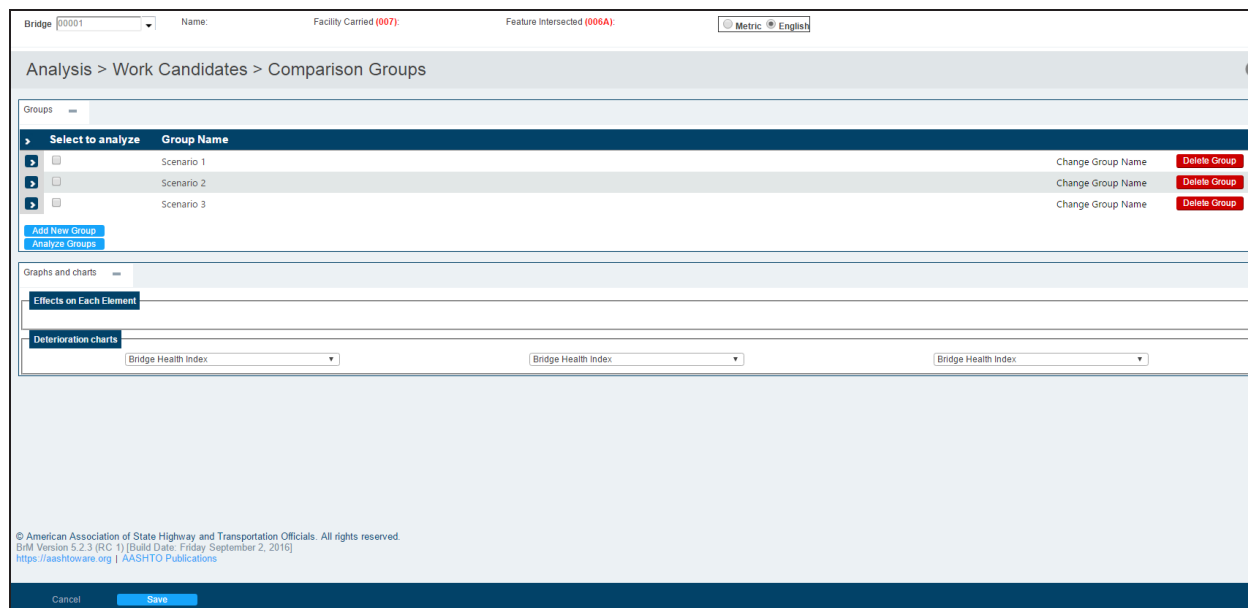 Bridge 00001 Name: Facility Carried (007): Feature Intersected (006A): Metric English
Analysis > Work Candidates > Comparison Groups
Groups
Select to analyze Group Name
Scenario 1 Change Group Name Delete Group
Scenario 2 Change Group Name Delete Group
Scenario 3 Change Group Name Delete Group
Add New Group
Analyze Groups
Graphs and charts
Effects on Each Element
Deterioration charts
Bridge Health Index Bridge Health Index Bridge Health Index
© American Association of State Highway and Transportation Officials. All rights reserved.
BrM Version 5.2.3 (RC 1) [Build Date: Friday September 2, 2016]
https://aashtoware.org | AASHTO Publications
Cancel Save